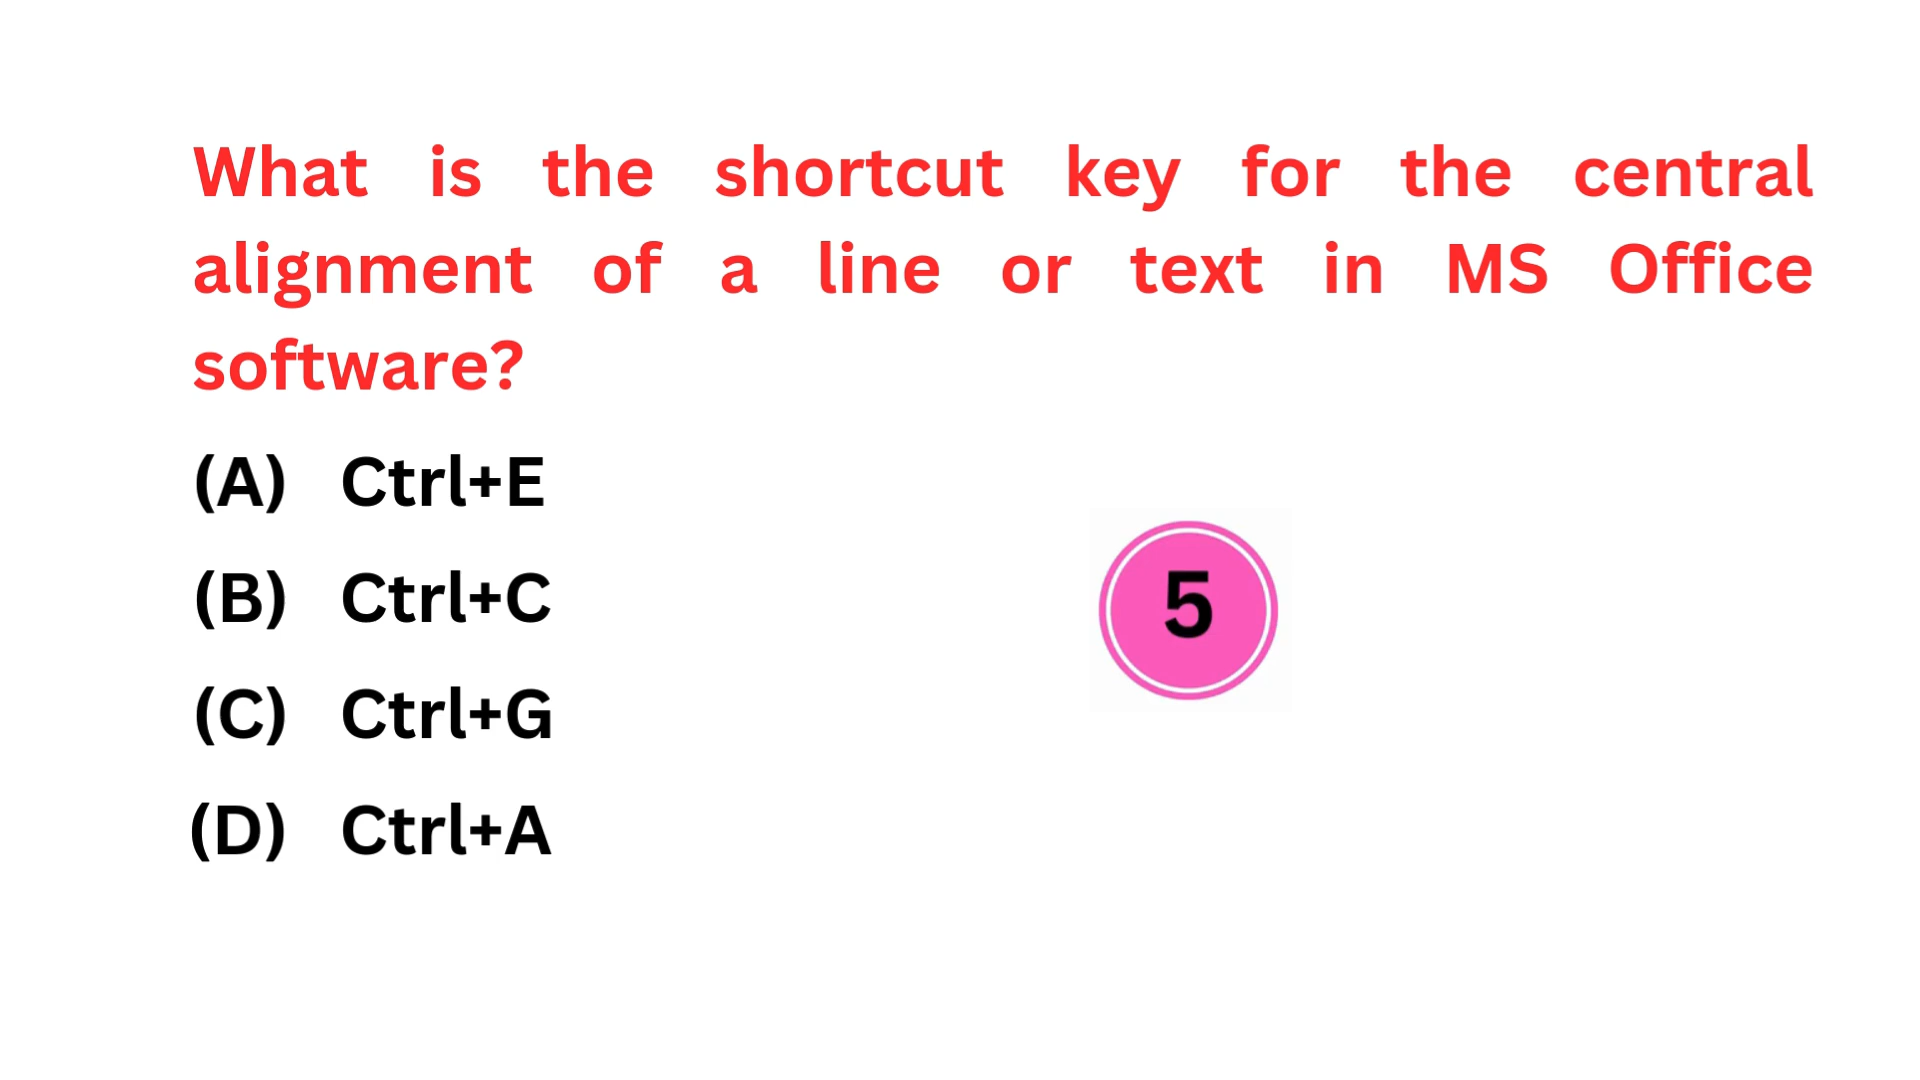 What is the shortcut key for the central
alignment of a line or text in MS Office
software?
(A) Ctrl+E
(B) Ctrl+C
(C) Ctrl+G
(D) Ctrl+A
5